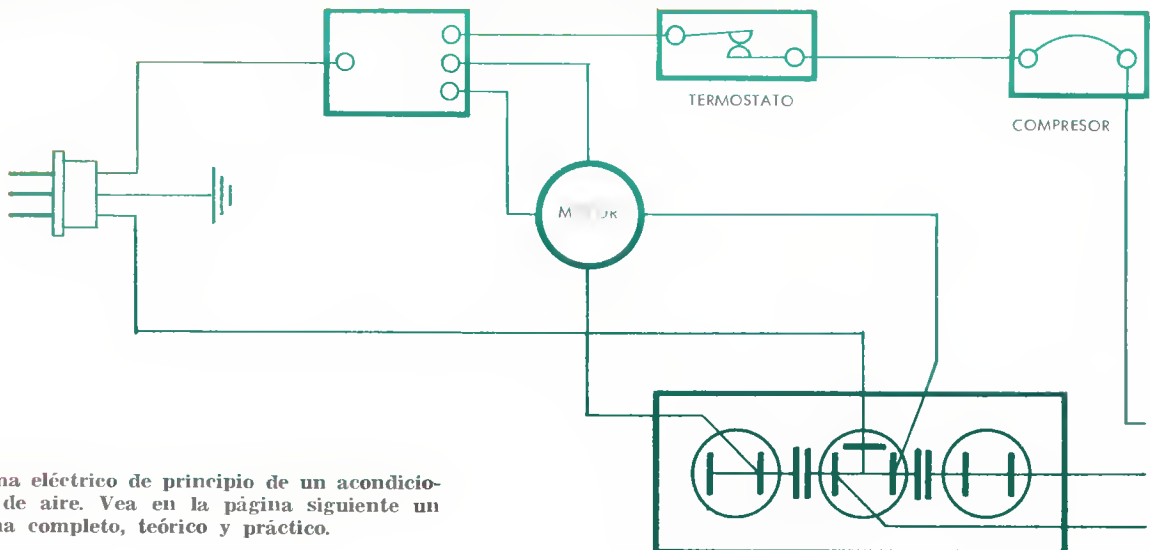 TERMOSTATO
COMPRESOR
na eléctrico de principio de un acondicio-
de aire. Vea en la página siguiente un
na completo, teórico y práctico.